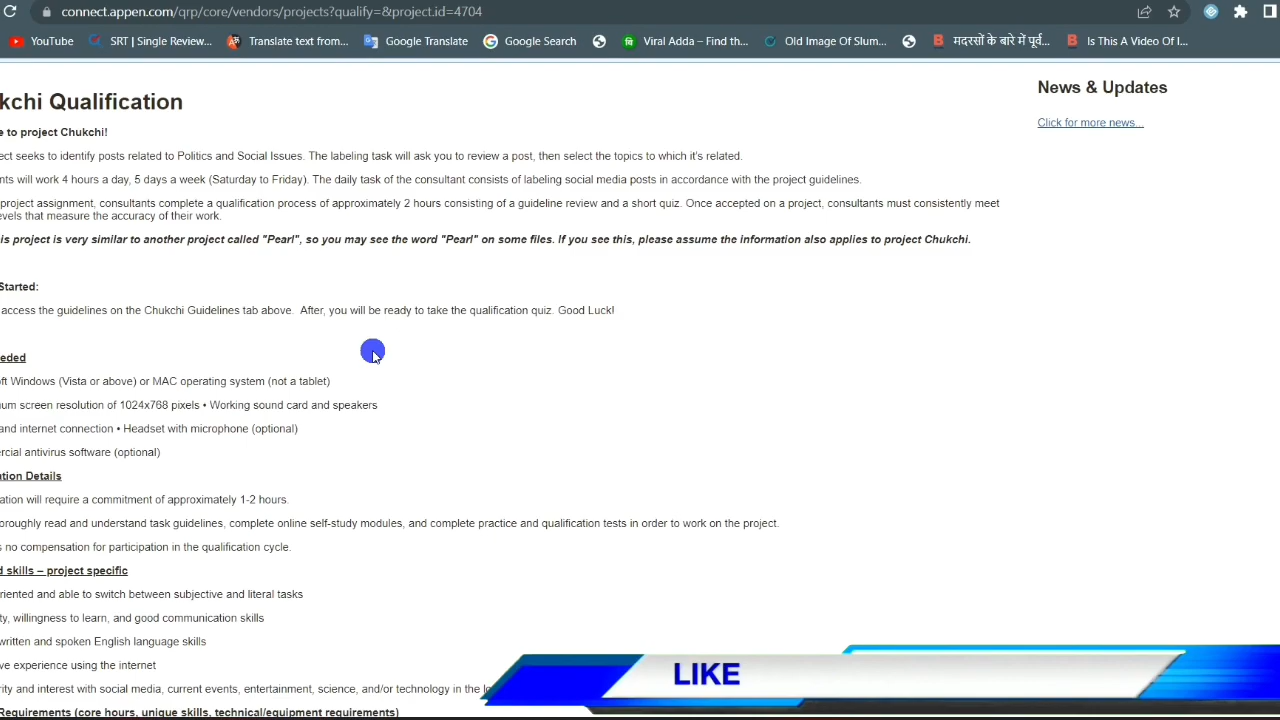 connect.appen.com/qrp/core/vendors/projects?qualify=&project.id=4704
YouTube SRT | Single Review... Translate text from... Google Translate Google Search Viral Adda – Find th... Old Image Of Slum... मदरसों के बारे में पूर्व... Is This A Video Of I...
kchi Qualification
News & Updates
Click for more news...
e to project Chukchi!
ect seeks to identify posts related to Politics and Social Issues. The labeling task will ask you to review a post, then select the topics to which it's related.
nts will work 4 hours a day, 5 days a week (Saturday to Friday). The daily task of the consultant consists of labeling social media posts in accordance with the project guidelines.
project assignment, consultants complete a qualification process of approximately 2 hours consisting of a guideline review and a short quiz. Once accepted on a project, consultants must consistently meet
evels that measure the accuracy of their work.
is project is very similar to another project called "Pearl", so you may see the word "Pearl" on some files. If you see this, please assume the information also applies to project Chukchi.
Started:
access the guidelines on the Chukchi Guidelines tab above. After, you will be ready to take the qualification quiz. Good Luck!
eded
ft Windows (Vista or above) or MAC operating system (not a tablet)
um screen resolution of 1024x768 pixels • Working sound card and speakers
and internet connection • Headset with microphone (optional)
rcial antivirus software (optional)
ation Details
ation will require a commitment of approximately 1-2 hours.
oroughly read and understand task guidelines, complete online self-study modules, and complete practice and qualification tests in order to work on the project.
s no compensation for participation in the qualification cycle.
d skills – project specific
riented and able to switch between subjective and literal tasks
ty, willingness to learn, and good communication skills
written and spoken English language skills
ve experience using the internet
rity and interest with social media, current events, entertainment, science, and/or technology in the lo
Requirements (core hours, unique skills, technical/equipment requirements)
LIKE